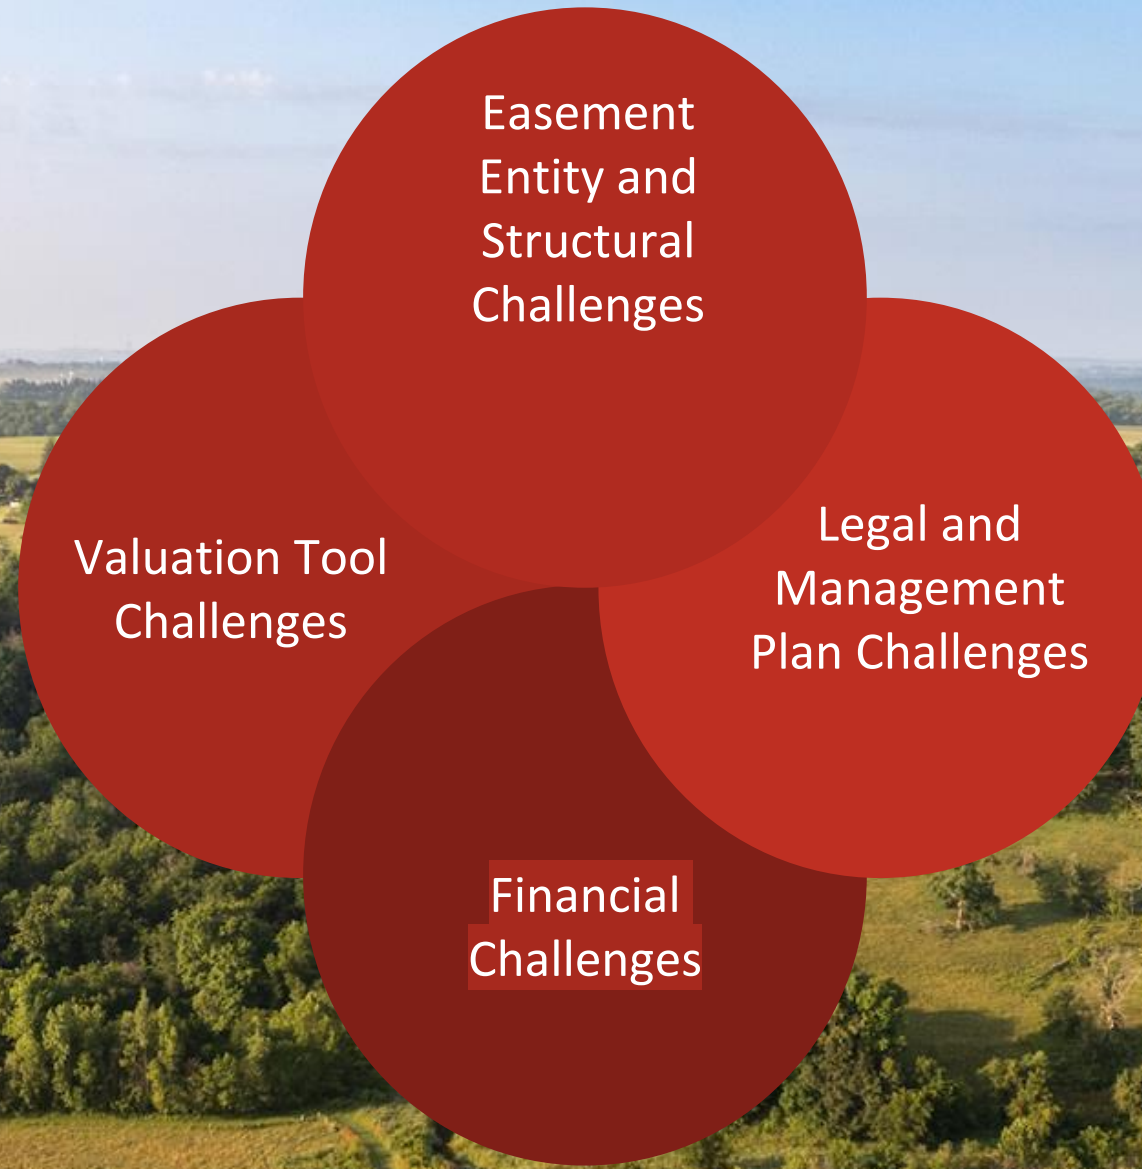 Easement
Entity and
Structural
Challenges
Valuation Tool
Challenges
Legal and
Management
Plan Challenges
Financial
Challenges